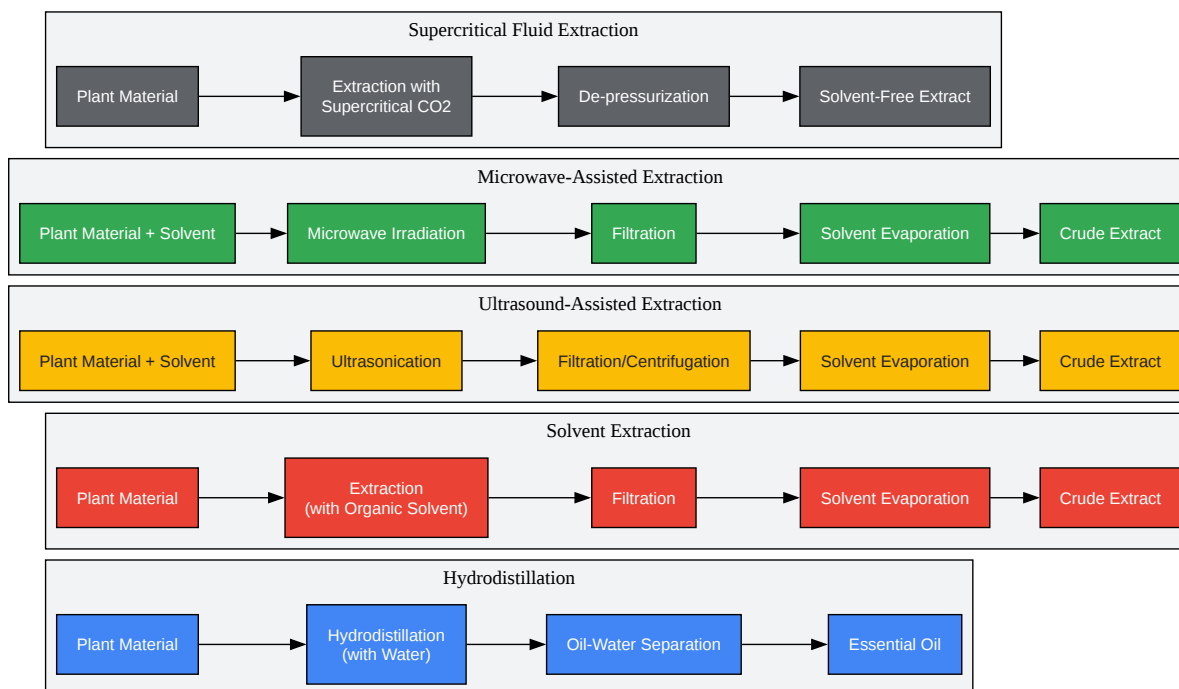 Supercritical Fluid Extraction
Plant Material
Extraction with
Supercritical CO2
De-pressurization
Solvent-Free Extract
Microwave-Assisted Extraction
Plant Material + Solvent
Microwave Irradiation
Filtration
Solvent Evaporation
Crude Extract
Ultrasound-Assisted Extraction
Plant Material + Solvent
Ultrasonication
Filtration/Centrifugation
Solvent Evaporation
Crude Extract
Solvent Extraction
Plant Material
Extraction
(with Organic Solvent)
Filtration
Solvent Evaporation
Crude Extract
Hydrodistillation
Plant Material
Hydrodistillation
(with Water)
Oil-Water Separation
Essential Oil